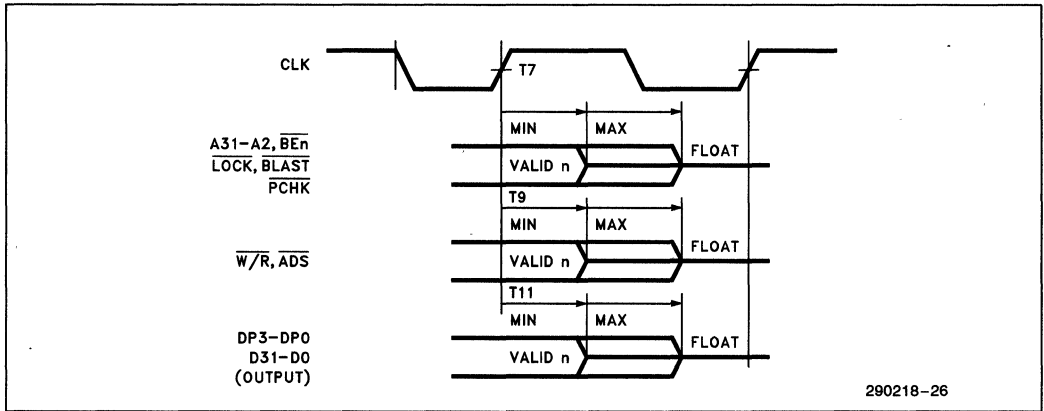 CLK
T7
MIN MAX
A31-A2, BEn
LOCK, BLAST
PCHK
VALID n
FLOAT
T9
MIN MAX
W/R, ADS
VALID n
FLOAT
T11
MIN MAX
DP3-DP0
D31-D0
(OUTPUT)
VALID n
FLOAT
290218-26